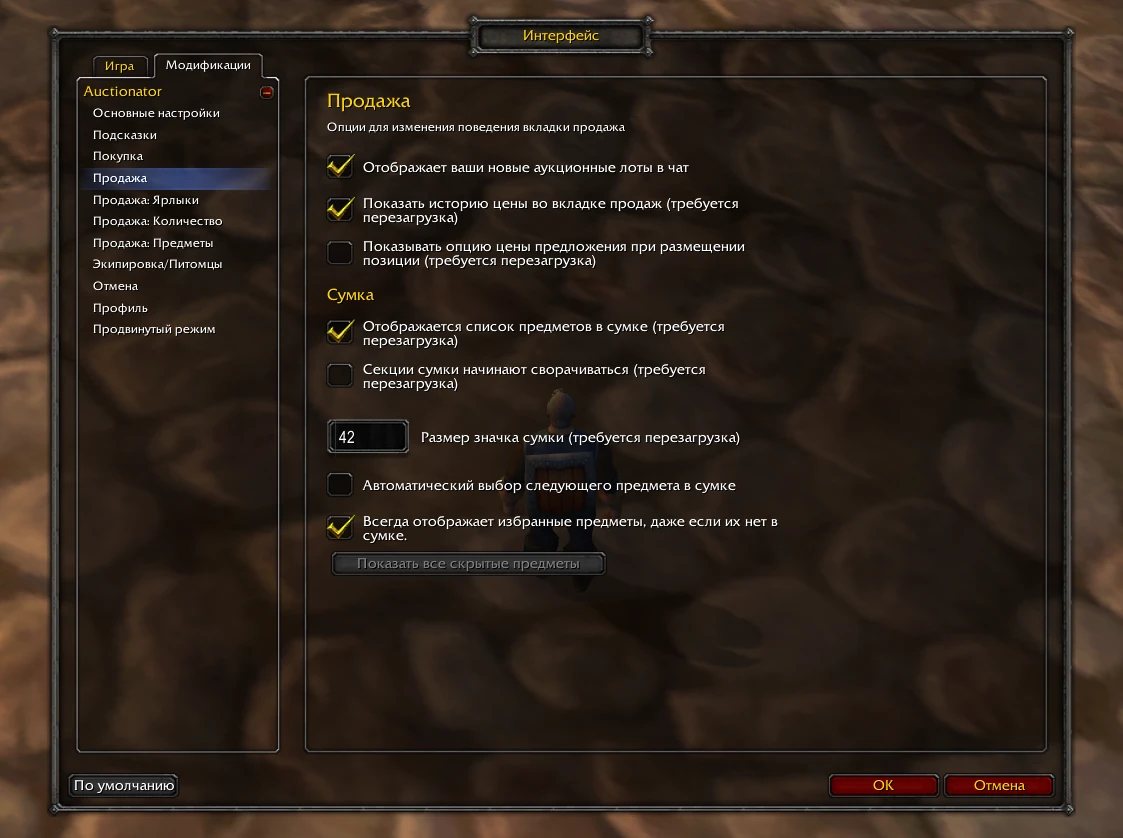 Интерфейс
Игра
Модификации
Auctionator
Основные настройки
Подсказки
Покупка
Продажа
Продажа: Ярлыки
Продажа: Количество
Продажа: Предметы
Экипировка/Питомцы
Отмена
Профиль
Продвинутый режим
Продажа
Опции для изменения поведения вкладки продажа
Отображает ваши новые аукционные лоты в чат
Показать историю цены во вкладке продаж (требуется
перезагрузка)
Показывать опцию цены предложения при размещении
позиции (требуется перезагрузка)
Сумка
Отображается список предметов в сумке (требуется
перезагрузка)
Секции сумки начинают сворачиваться (требуется
перезагрузка)
42
Размер значка сумки (требуется перезагрузка)
Автоматический выбор следующего предмета в сумке
Всегда отображает избранные предметы, даже если их нет в
сумке.
Показать все скрытые предметы
По умолчанию
ОК
Отмена